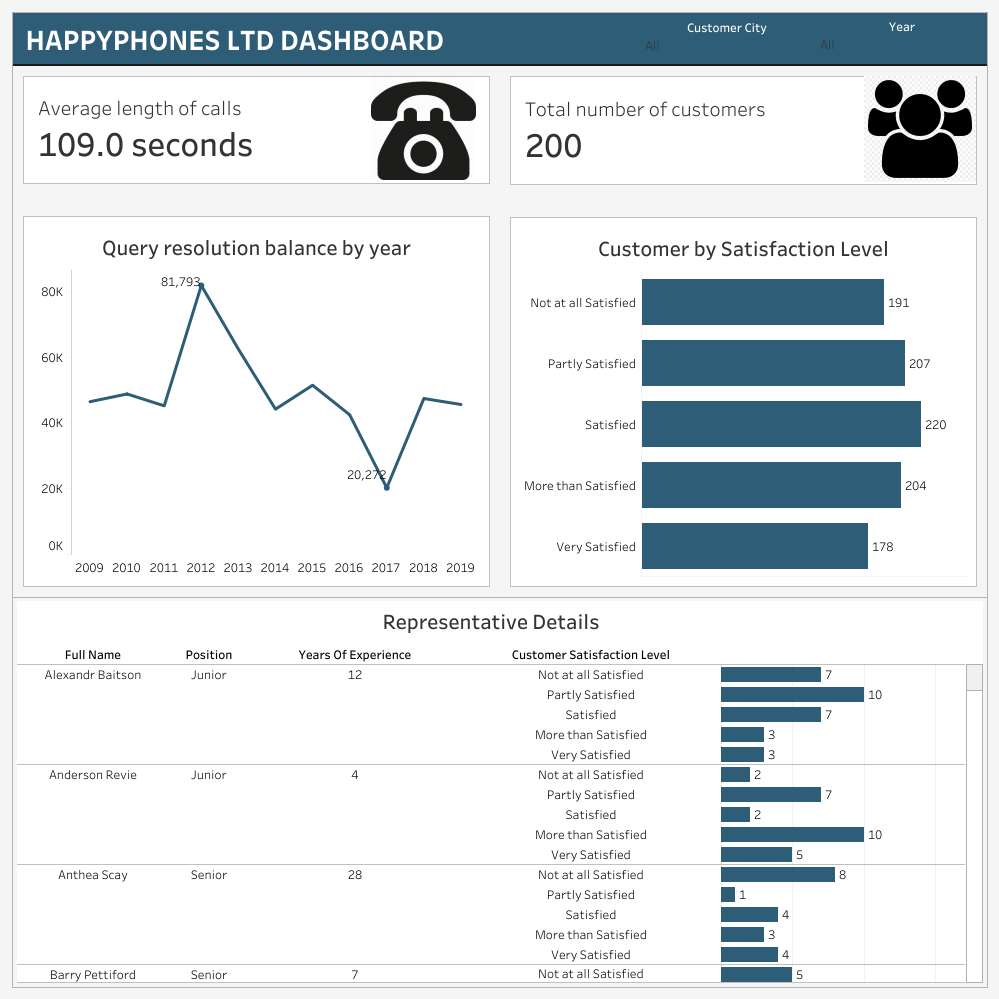 HAPPYPHONES LTD DASHBOARD
Customer City
Year
All
All
Average length of calls
109.0 seconds
Total number of customers
200
Query resolution balance by year
80K
60K
40K
20K
0K
81,793
20,272
2009 2010 2011 2012 2013 2014 2015 2016 2017 2018 2019
Customer by Satisfaction Level
Not at all Satisfied 191
Partly Satisfied 207
Satisfied 220
More than Satisfied 204
Very Satisfied 178
Representative Details
Full Name Position Years Of Experience Customer Satisfaction Level
Alexandr Baitson Junior 12 Not at all Satisfied 7
Partly Satisfied 10
Satisfied 7
More than Satisfied 3
Very Satisfied 3
Anderson Revie Junior 4 Not at all Satisfied 2
Partly Satisfied 7
Satisfied 2
More than Satisfied 10
Very Satisfied 5
Anthea Scay Senior 28 Not at all Satisfied 8
Partly Satisfied 1
Satisfied 4
More than Satisfied 3
Very Satisfied 4
Barry Pettiford Senior 7 Not at all Satisfied 5